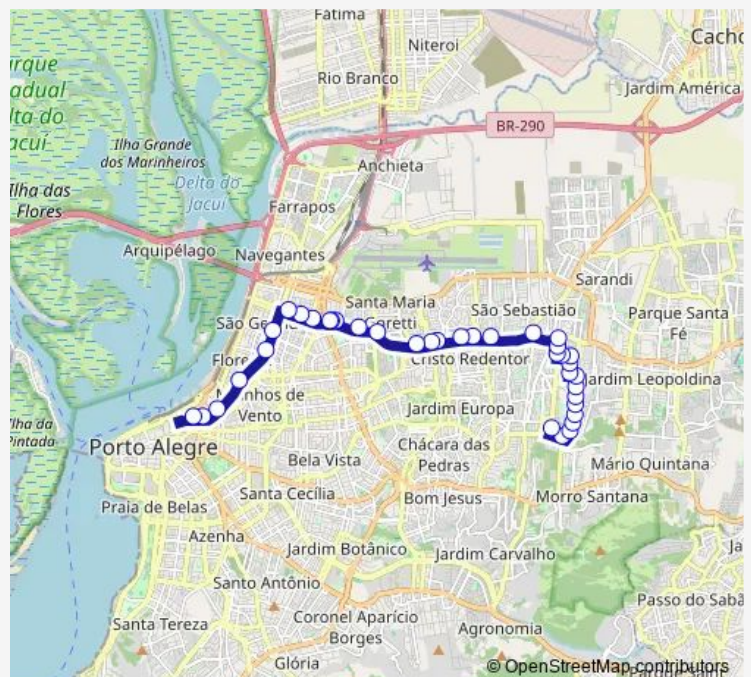 Fátima
Niteroi
Cacho
Rio Branco
Jardim América
arque
adual
lta do
acuí
BR-290
Ilha Grande
dos Marinheiros
Anchieta
Delta do
Jacuí
Ilha das
Flores
Farrapos
Arquipélago
Navegantes
Sarandi
Santa Maria
Goretti
São Sebastião
Parque Santa
Fé
São Ge
Flore
Cristo Redentor
Jardim Leopoldina
Moinhos de
Vento
Jardim Europa
Ilha da
Pintada
Porto Alegre
Chácara das
Pedras
Bela Vista
Mário Quintana
Santa Cecília
Bom Jesus
Morro Santana
Praia de Belas
Azenha
Jardim Botânico
Jardim Carvalho
Santo Antônio
Passo do Sabã
Santa Tereza
Coronel Aparício
Borges
Agronomia
Glória
© OpenStreetMap contributors